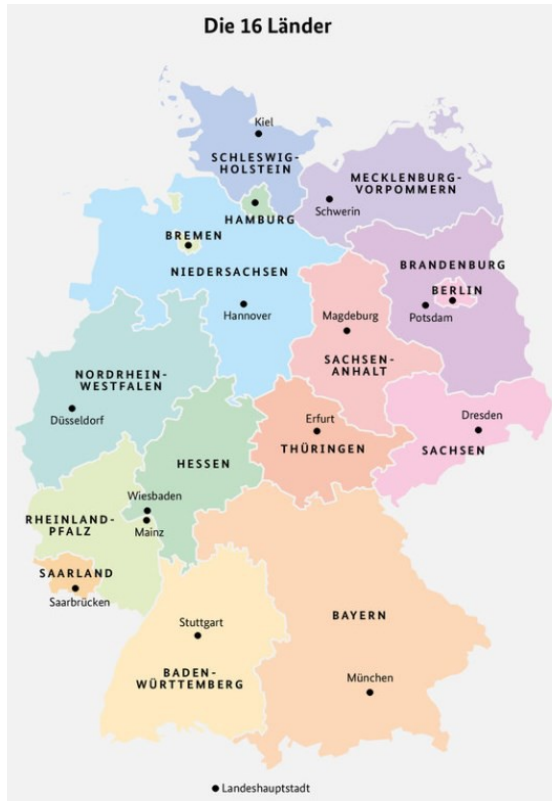 Die 16 Länder
Kiel
SCHLESWIG-
HOLSTEIN
MECKLENBURG-
VORPOMMERN
Schwerin
HAMBURG
BREMEN
NIEDERSACHSEN
BRANDENBURG
BERLIN
Hannover
Potsdam
Magdeburg
SACHSEN-
ANHALT
NORDRHEIN-
WESTFALEN
Düsseldorf
Erfurt
THÜRINGEN
Dresden
SACHSEN
HESSEN
Wiesbaden
Mainz
RHEINLAND-
PFALZ
SAARLAND
Saarbrücken
Stuttgart
BADEN-
WÜRTTEMBERG
BAYERN
München
Landeshauptstadt